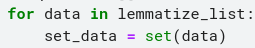 for data in lemmatize_list:
    set_data = set(data)